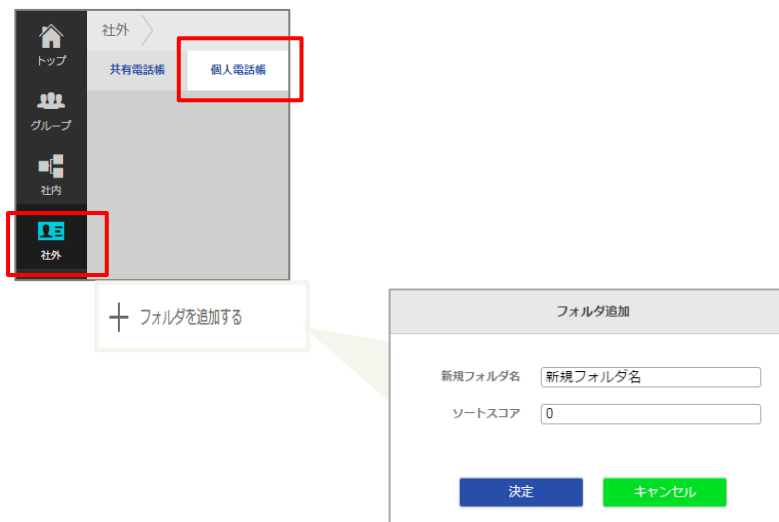 社外
トップ
共有電話帳
個人電話帳
グループ
社内
社外
フォルダを追加する
フォルダ追加
新規フォルダ名
新規フォルダ名
ソートスコア
0
決定
キャンセル